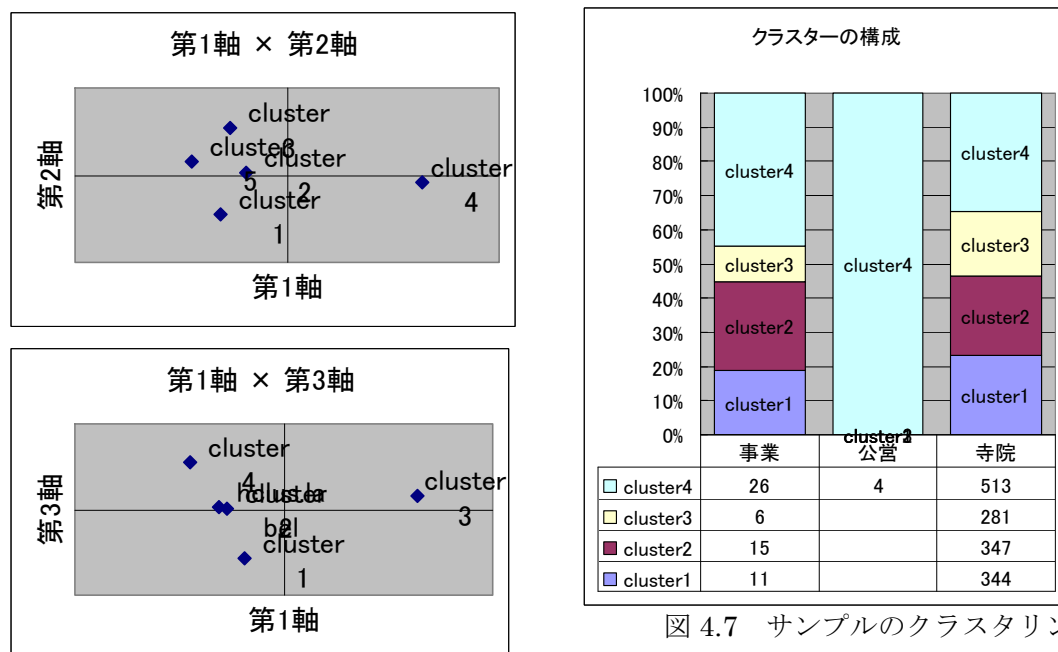 第1軸 × 第2軸
cluster
3
cluster
5
cluster
2
cluster
4
cluster
1
第2軸
第1軸
第1軸 × 第3軸
cluster
4
cluster
2
cluster
3
cluster
1
第3軸
第1軸
クラスターの構成
100%
90%
80%
70%
60%
50%
40%
30%
20%
10%
0%
cluster4
cluster3
cluster2
cluster1
cluster4
cluster4
cluster3
cluster2
cluster1
事業 公営 寺院
cluster4 26 4 513
cluster3 6 281
cluster2 15 347
cluster1 11 344
図 4.7 サンプルのクラスタリン